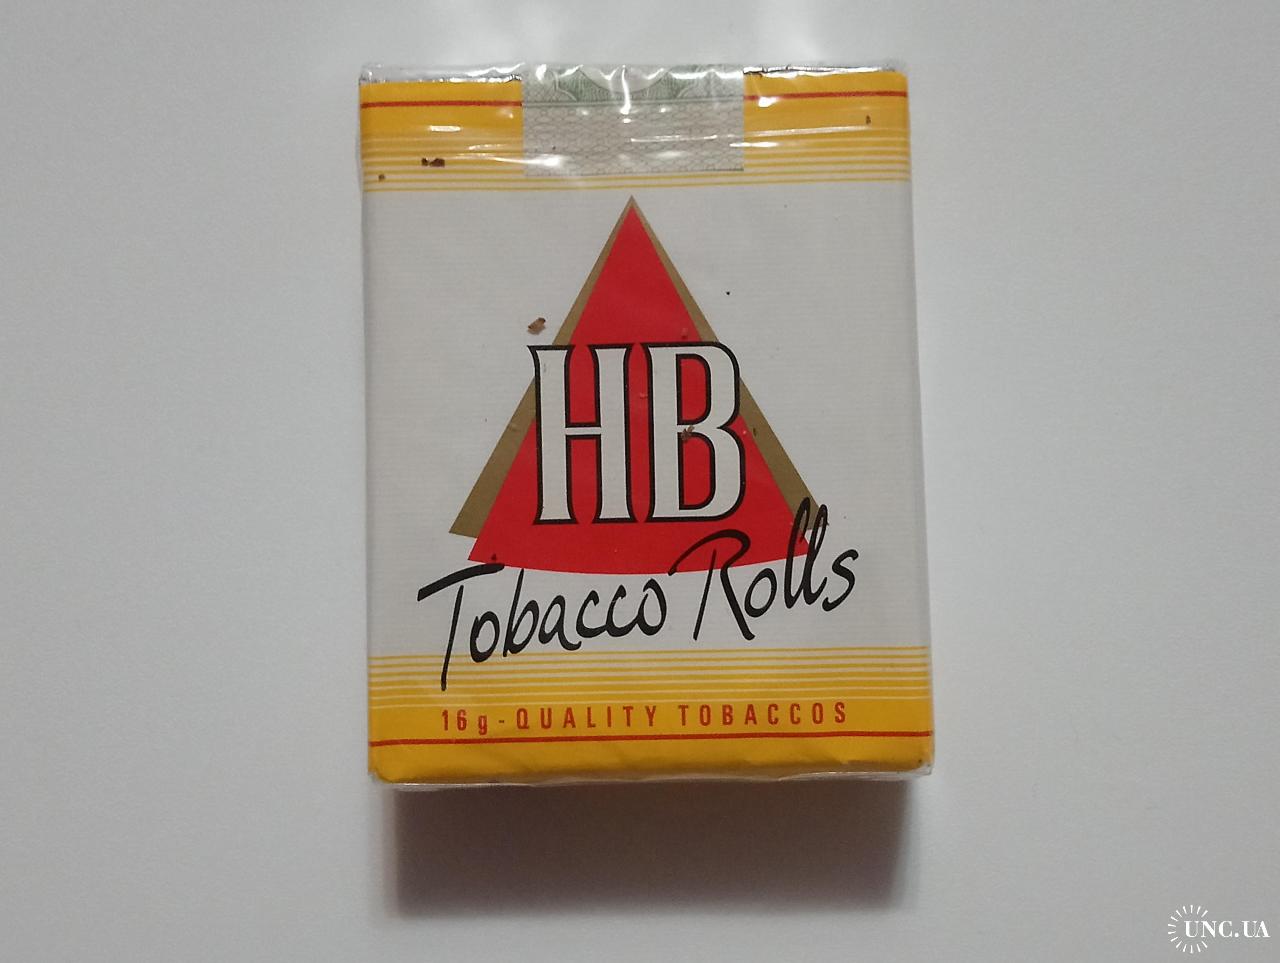 HB
Tobacco Rolls
16g - QUALITY TOBACCOS
UNC.UA